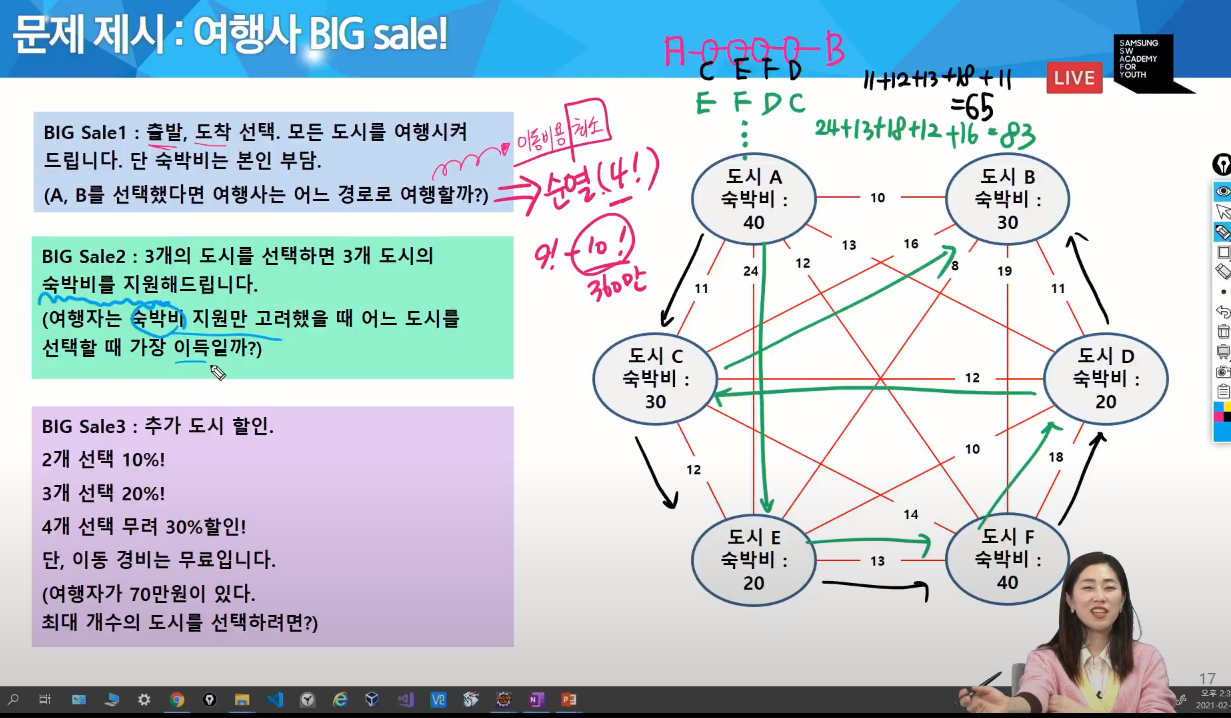 문제 제시 : 여행사 BIG sale!
A B
C E F D
E F D C
11+12+13+18+11
=65
24+13+18+12+16=83
SAMSUNG
SW
ACADEMY
FOR
YOUTH
LIVE
BIG Sale1 : 출발, 도착 선택. 모든 도시를 여행시켜
드립니다. 단 숙박비는 본인 부담.
(A, B를 선택했다면 여행사는 어느 경로로 여행할까?)
이동비용 최소
순열(4!)
9! 10!
360만
BIG Sale2 : 3개의 도시를 선택하면 3개 도시의
숙박비를 지원해드립니다.
(여행자는 숙박비 지원만 고려했을 때 어느 도시를
선택할 때 가장 이득일까?)
BIG Sale3 : 추가 도시 할인.
2개 선택 10%!
3개 선택 20%!
4개 선택 무려 30%할인!
단, 이동 경비는 무료입니다.
(여행자가 70만원이 있다.
최대 개수의 도시를 선택하려면?)
도시 A
숙박비 :
40
도시 B
숙박비 :
30
10
13
16
11
24
12
8
19
11
도시 C
숙박비 :
30
12
도시 D
숙박비 :
20
12
10
18
14
도시 E
숙박비 :
20
13
도시 F
숙박비 :
40
17